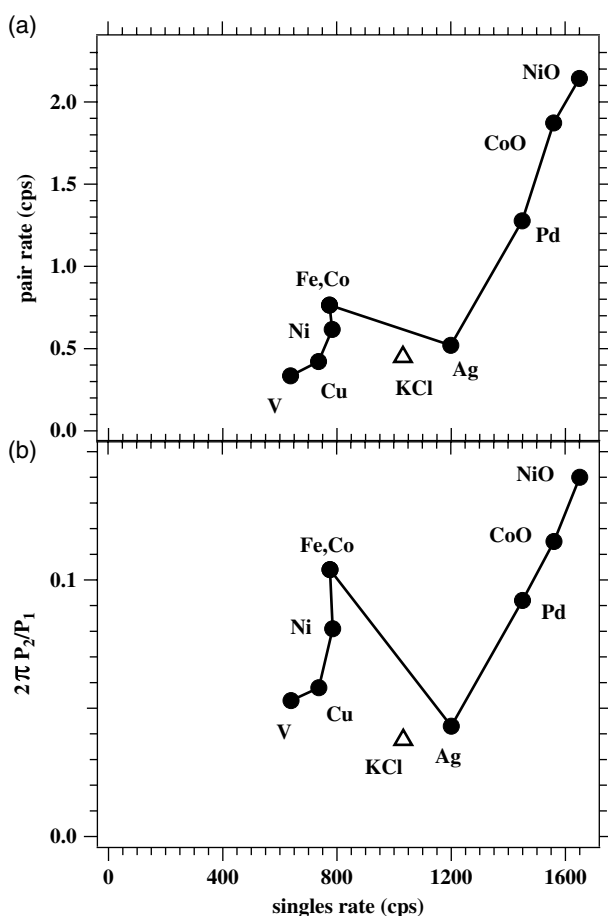 (a)
NiO
2.0
CoO
1.5
Pd
pair rate (cps)
1.0
Fe,Co
Ni
0.5
Ag
KCl
Cu
V
0.0
(b)
NiO
CoO
Fe,Co
0.1
Pd
Ni
2π P₂/P₁
Cu
V
Ag
KCl
0.0
0 400 800 1200 1600
singles rate (cps)